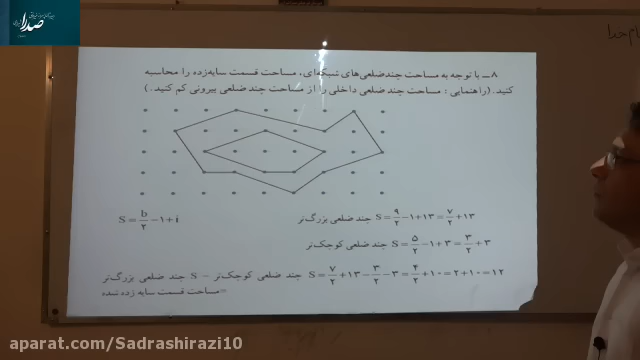 صدرا
۸ــ با توجه به مساحت چندضلعی‌های شبکه‌ای، مساحت قسمت سایه‌زده را محاسبه
کنید. (راهنمایی : مساحت چندضلعی داخلی را از مساحت چندضلعی بیرونی کم کنید.)
S = b/۲ −۱+i
چند ضلعی بزرگ‌تر S = ۹/۲ −۱+۱۳ = ۷/۲ +۱۳
چند ضلعی کوچک‌تر S = ۵/۲ −۱+۳ = ۳/۲ +۳
چند ضلعی بزرگ‌تر S − چند ضلعی کوچک‌تر S = ۷/۲ +۱۳− ۳/۲ −۳ = ۴/۲ +۱۰ = ۲+۱۰ = ۱۲
=مساحت قسمت سایه زده شده
aparat.com/Sadrashirazi10